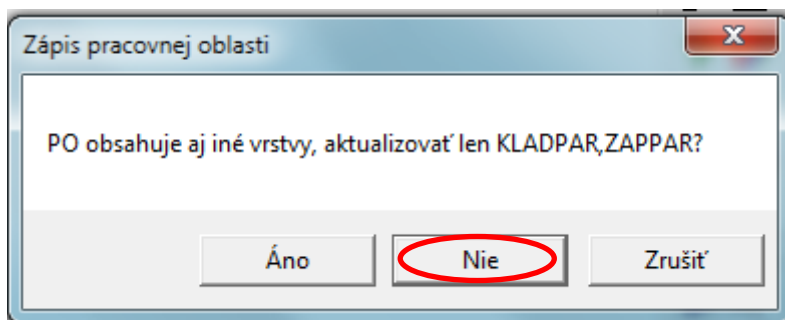 Zápis pracovnej oblasti
PO obsahuje aj iné vrstvy, aktualizovať len KLADPAR,ZAPPAR?
Áno Nie Zrušiť